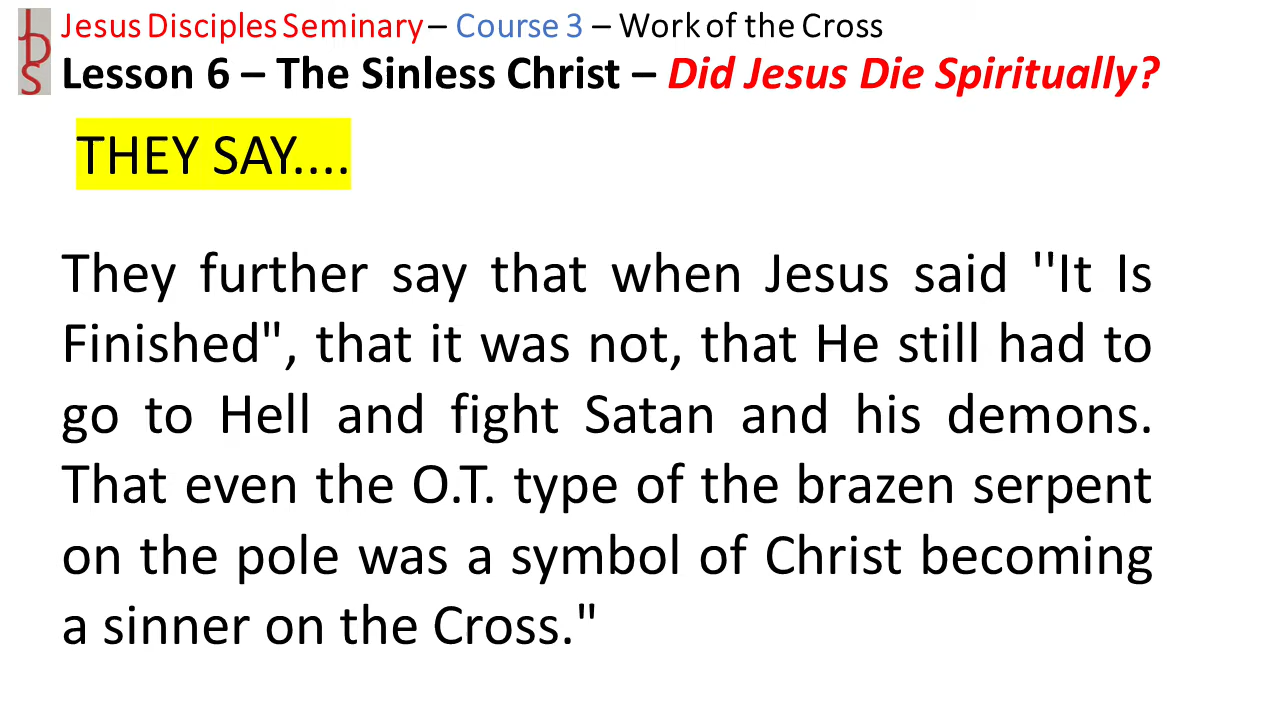 JDS
Jesus Disciples Seminary – Course 3 – Work of the Cross
Lesson 6 – The Sinless Christ – Did Jesus Die Spiritually?
THEY SAY....
They further say that when Jesus said ''It Is
Finished", that it was not, that He still had to
go to Hell and fight Satan and his demons.
That even the O.T. type of the brazen serpent
on the pole was a symbol of Christ becoming
a sinner on the Cross."